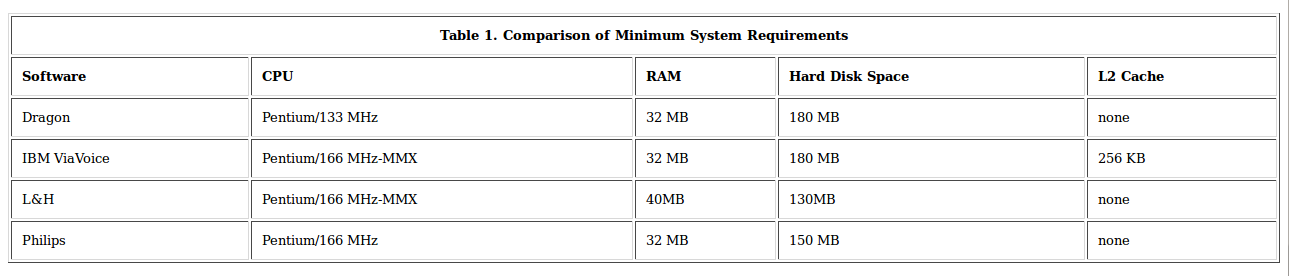 Table 1. Comparison of Minimum System Requirements
Software CPU RAM Hard Disk Space L2 Cache
Dragon Pentium/133 MHz 32 MB 180 MB none
IBM ViaVoice Pentium/166 MHz-MMX 32 MB 180 MB 256 KB
L&H Pentium/166 MHz-MMX 40MB 130MB none
Philips Pentium/166 MHz 32 MB 150 MB none